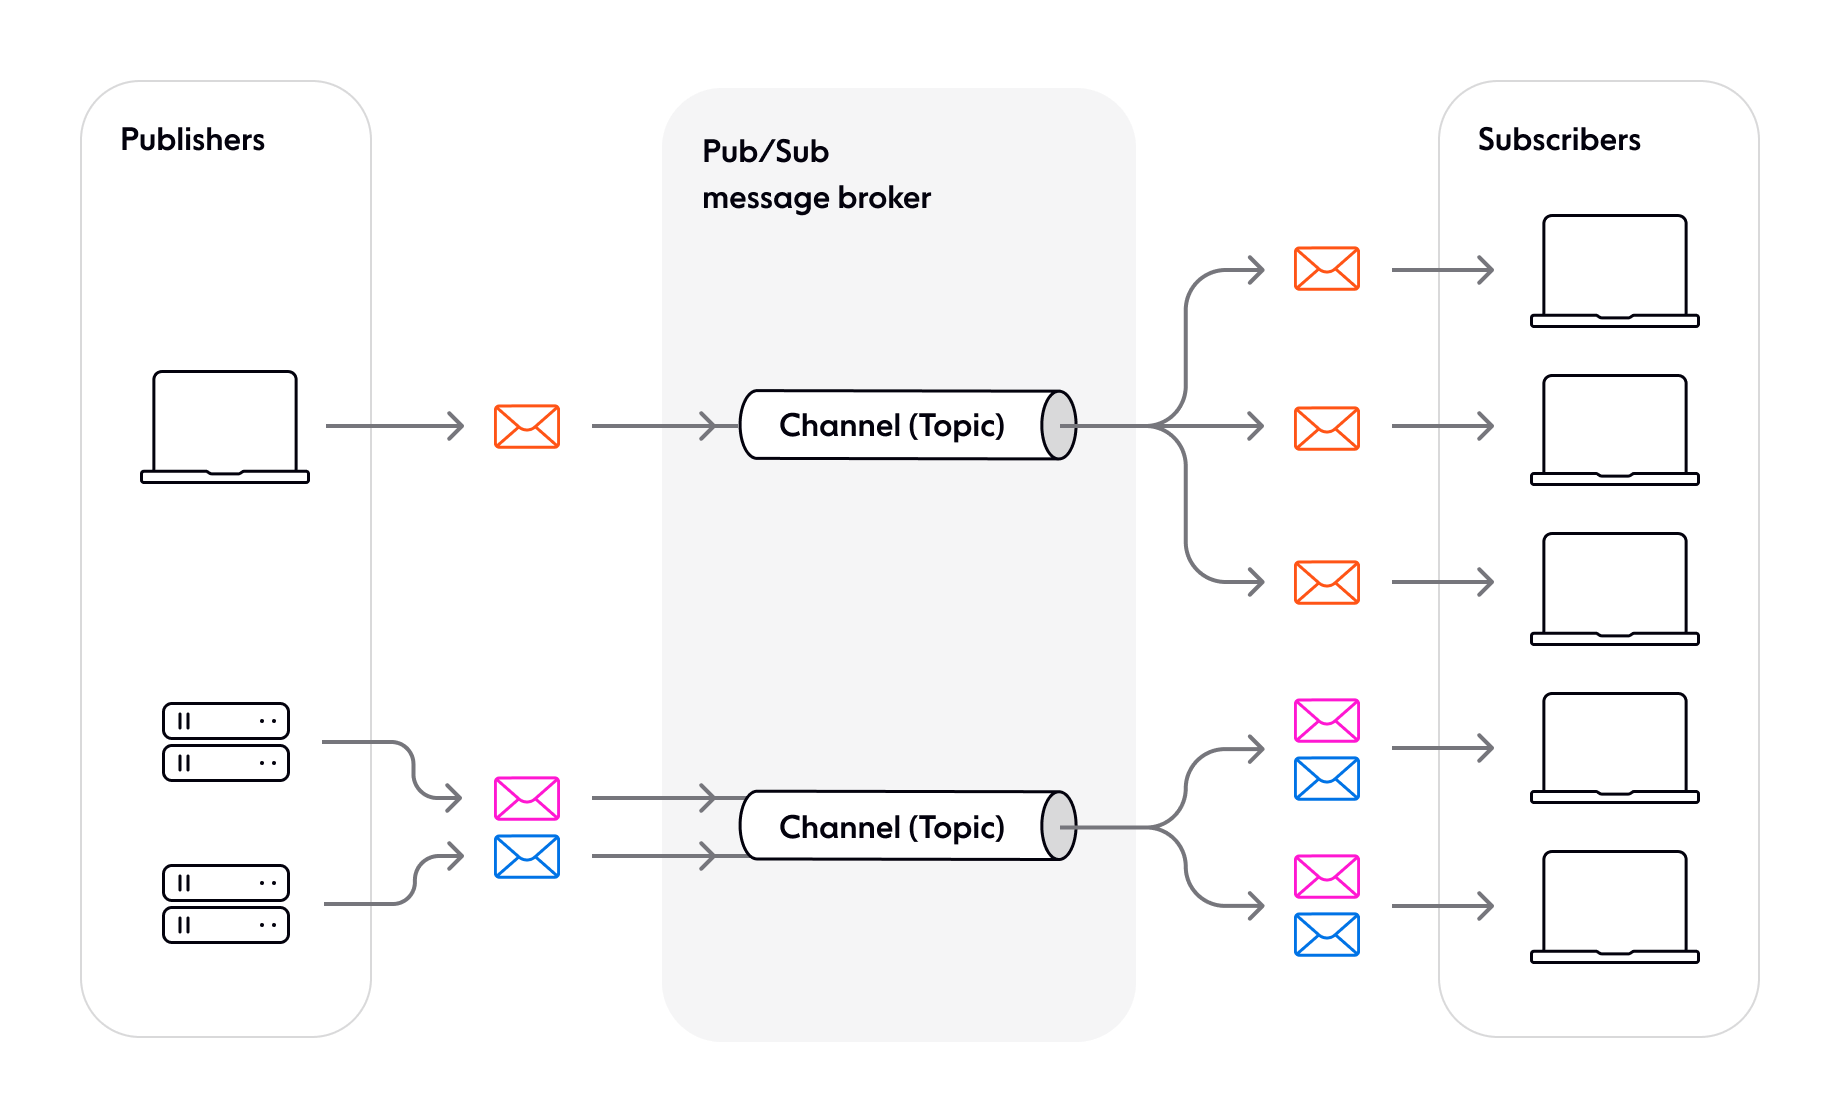 Publishers
Pub/Sub
message broker
Subscribers
Channel (Topic)
Channel (Topic)